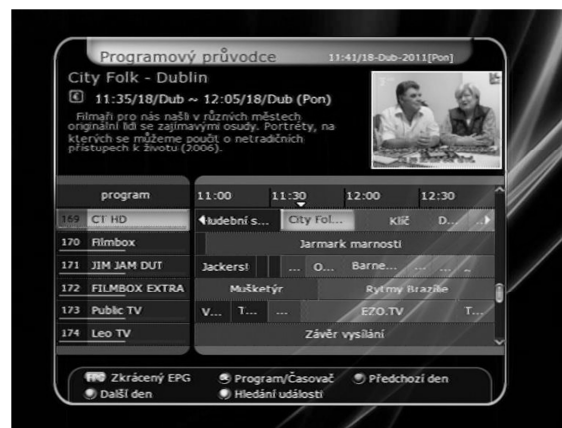 Programový průvodce 11:41/18-Dub-2011[Pon]
City Folk - Dublin
11:35/18/Dub ~ 12:05/18/Dub (Pon)
Filmaři pro nás našli v různých městech
originální lidi se zajímavými osudy. Portréty, na
kterých se můžeme poučit o netradičních
přístupech k životu (2006).
program 11:00 11:30 12:00 12:30
169 CT HD Hudební s... City Fol... Klíč D... ..
170 Filmbox Jarmark marnosti
171 JIM JAM DUT Jackers! ... O... Barne... ... ... ..
172 FILMBOX EXTRA Mušketýr Rytmy Brazílie
173 Public TV V... T... ... EZO.TV T...
174 Leo TV Závěr vysílání
EPG Zkrácený EPG Program/Časovač Předchozí den
Další den Hledání události